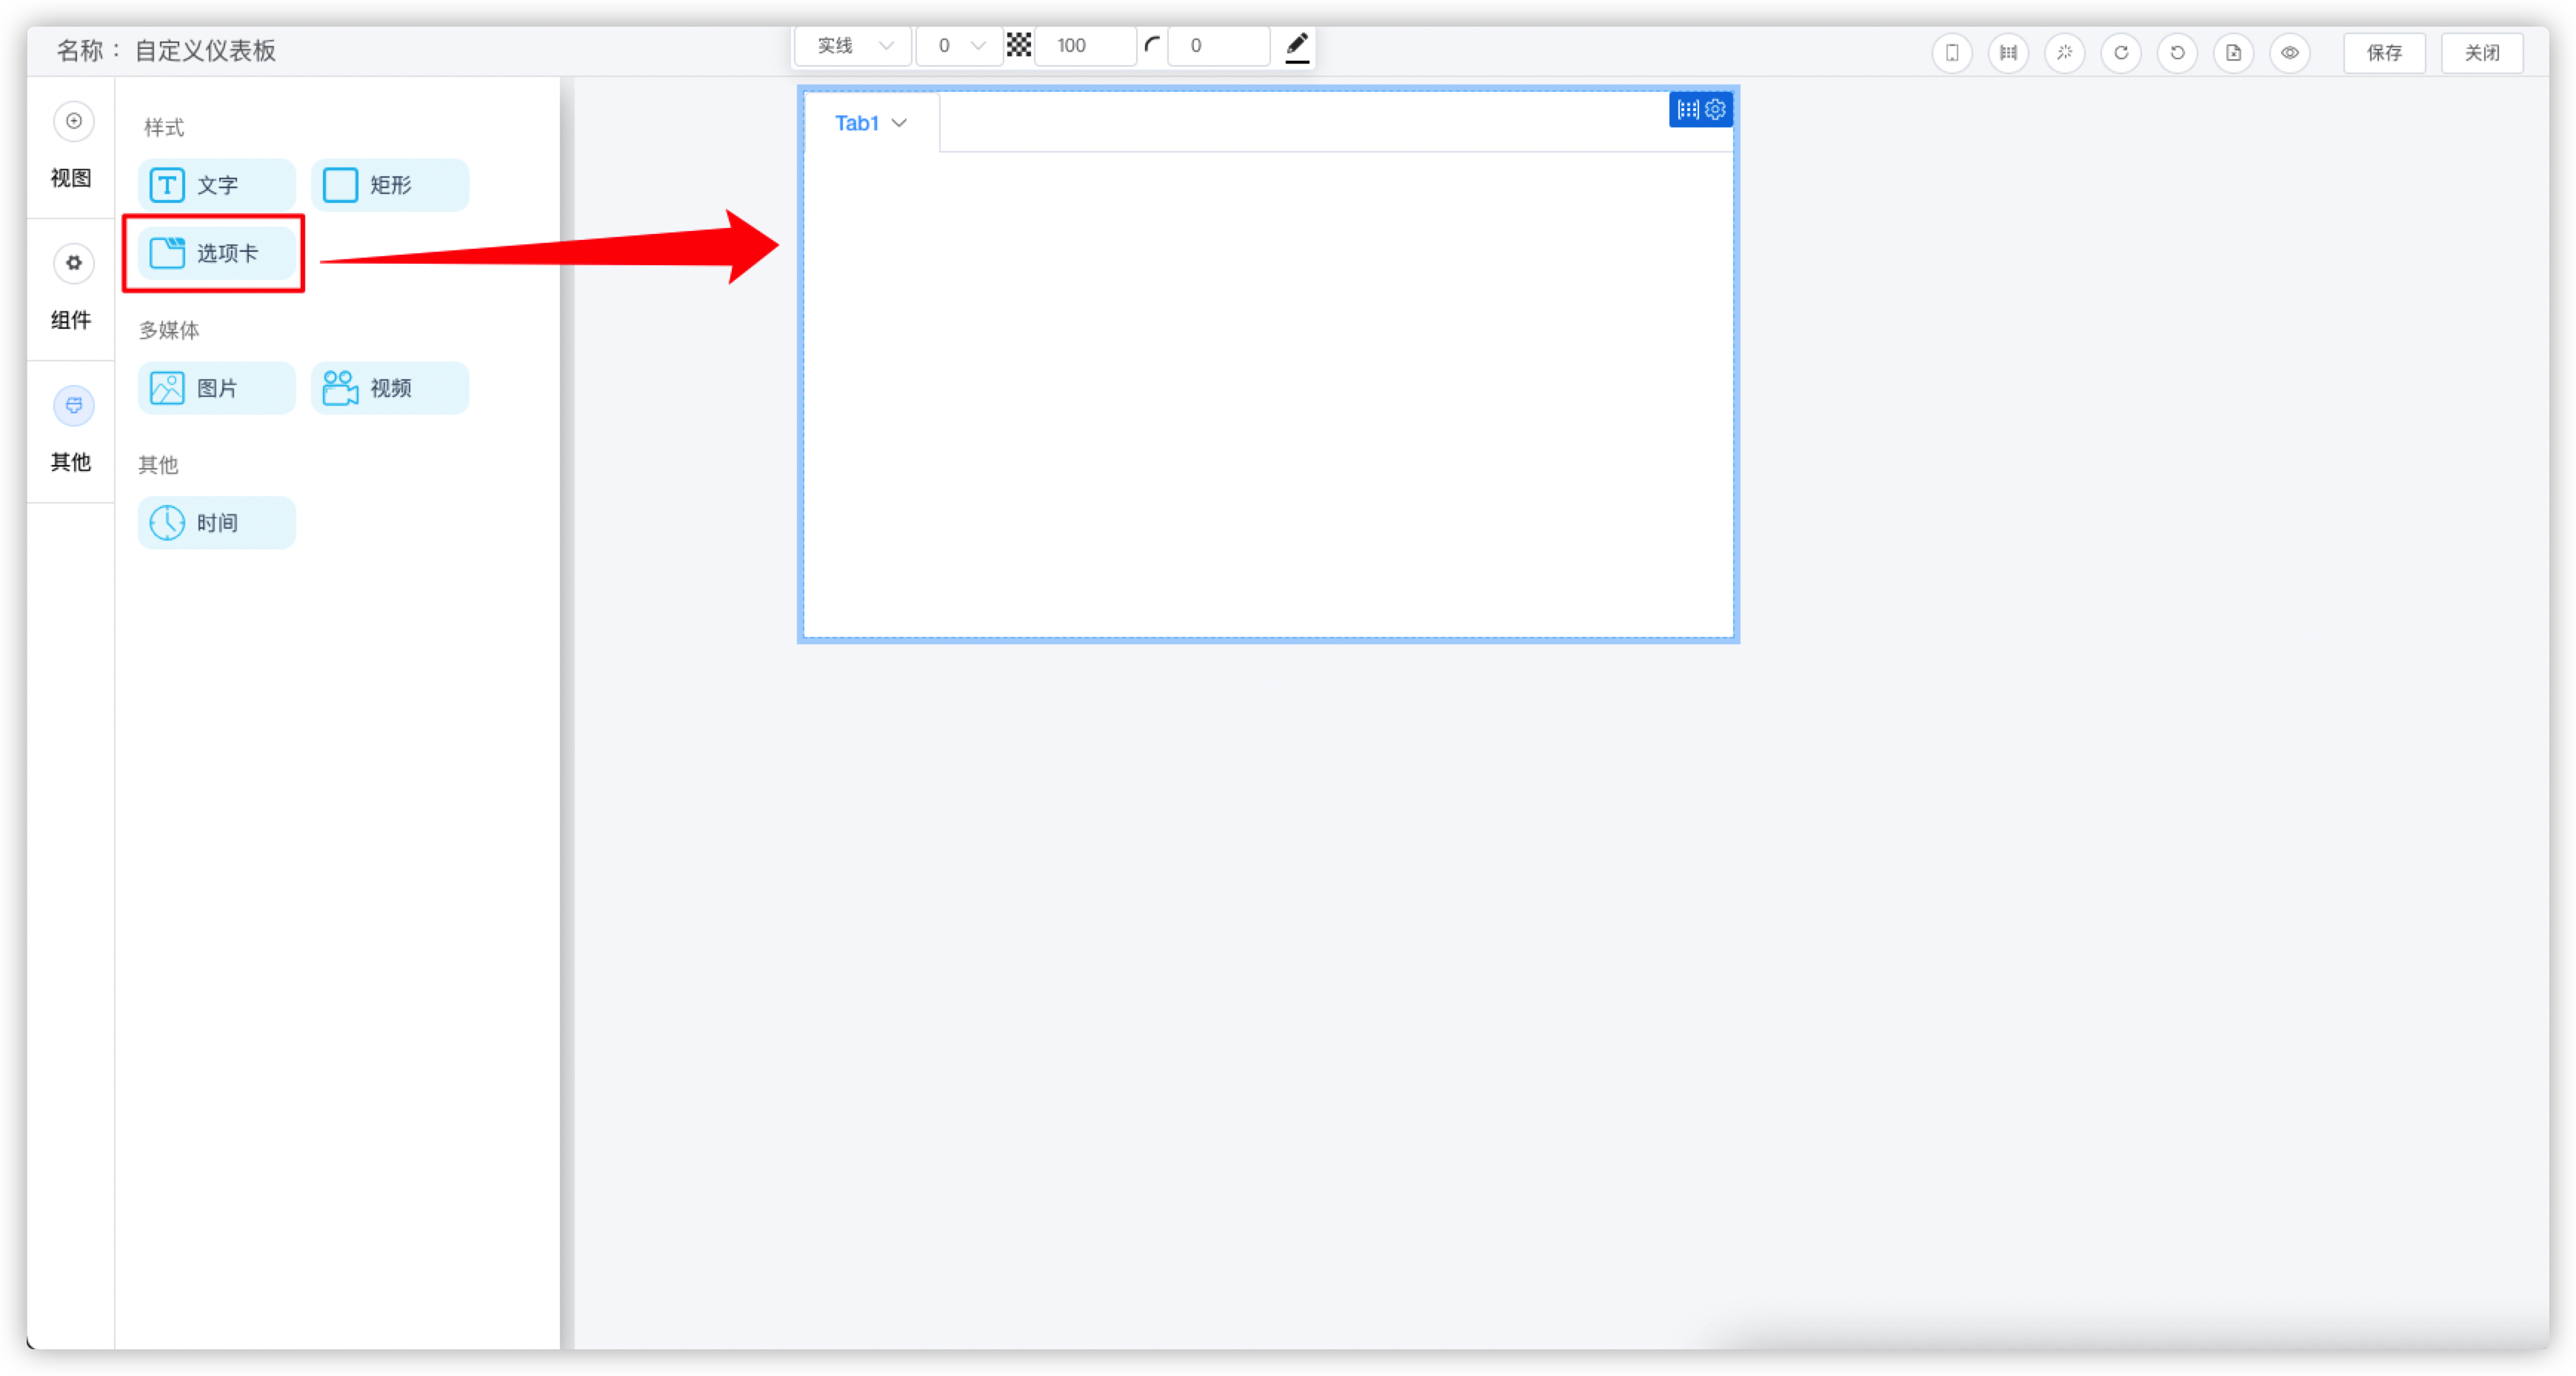 名称： 自定义仪表板
实线 0 100 0
保存 关闭
视图
组件
其他
样式
文字 矩形
选项卡
多媒体
图片 视频
其他
时间
Tab1